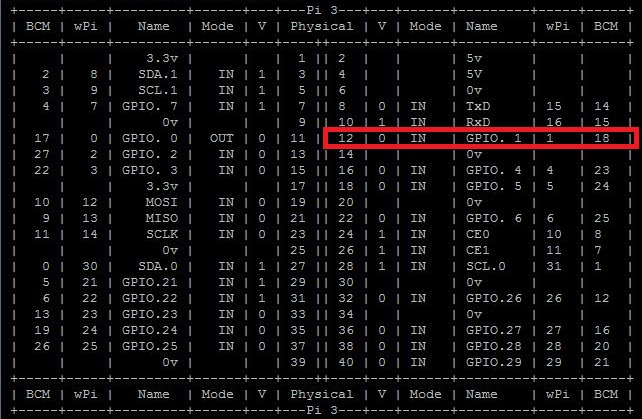 +-----+-----+---------+------+---+---Pi 3---+---+------+---------+-----+-----+
| BCM | wPi |   Name  | Mode | V | Physical | V | Mode | Name    | wPi | BCM |
+-----+-----+---------+------+---+----++----+---+------+---------+-----+-----+
|     |     |    3.3v |      |   |  1 || 2  |   |      | 5v      |     |     |
|   2 |   8 |   SDA.1 |   IN | 1 |  3 || 4  |   |      | 5V      |     |     |
|   3 |   9 |   SCL.1 |   IN | 1 |  5 || 6  |   |      | 0v      |     |     |
|   4 |   7 | GPIO. 7 |   IN | 1 |  7 || 8  | 0 | IN   | TxD     | 15  | 14  |
|     |     |      0v |      |   |  9 || 10 | 1 | IN   | RxD     | 16  | 15  |
|  17 |   0 | GPIO. 0 |  OUT | 0 | 11 || 12 | 0 | IN   | GPIO. 1 | 1   | 18  |
|  27 |   2 | GPIO. 2 |   IN | 0 | 13 || 14 |   |      | 0v      |     |     |
|  22 |   3 | GPIO. 3 |   IN | 0 | 15 || 16 | 0 | IN   | GPIO. 4 | 4   | 23  |
|     |     |    3.3v |      |   | 17 || 18 | 0 | IN   | GPIO. 5 | 5   | 24  |
|  10 |  12 |    MOSI |   IN | 0 | 19 || 20 |   |      | 0v      |     |     |
|   9 |  13 |    MISO |   IN | 0 | 21 || 22 | 0 | IN   | GPIO. 6 | 6   | 25  |
|  11 |  14 |    SCLK |   IN | 0 | 23 || 24 | 1 | IN   | CE0     | 10  | 8   |
|     |     |      0v |      |   | 25 || 26 | 1 | IN   | CE1     | 11  | 7   |
|   0 |  30 |   SDA.0 |   IN | 1 | 27 || 28 | 1 | IN   | SCL.0   | 31  | 1   |
|   5 |  21 | GPIO.21 |   IN | 1 | 29 || 30 |   |      | 0v      |     |     |
|   6 |  22 | GPIO.22 |   IN | 1 | 31 || 32 | 0 | IN   | GPIO.26 | 26  | 12  |
|  13 |  23 | GPIO.23 |   IN | 0 | 33 || 34 |   |      | 0v      |     |     |
|  19 |  24 | GPIO.24 |   IN | 0 | 35 || 36 | 0 | IN   | GPIO.27 | 27  | 16  |
|  26 |  25 | GPIO.25 |   IN | 0 | 37 || 38 | 0 | IN   | GPIO.28 | 28  | 20  |
|     |     |      0v |      |   | 39 || 40 | 0 | IN   | GPIO.29 | 29  | 21  |
+-----+-----+---------+------+---+----++----+---+------+---------+-----+-----+
| BCM | wPi |   Name  | Mode | V | Physical | V | Mode | Name    | wPi | BCM |
+-----+-----+---------+------+---+---Pi 3---+---+------+---------+-----+-----+